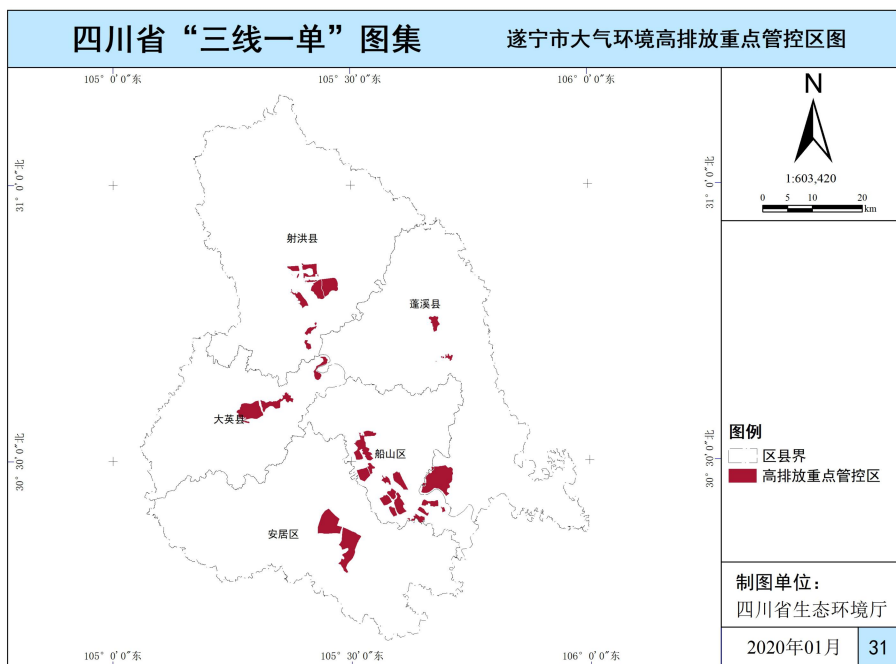 四川省“三线一单”图集
遂宁市大气环境高排放重点管控区图
105° 0′0″东
105° 30′0″东
106° 0′0″东
N
1:603,420
0 5 10 20
km
31° 0′0″北
31° 0′0″北
射洪县
蓬溪县
大英县
船山区
安居区
30° 30′0″北
30° 30′0″北
图例
区县界
高排放重点管控区
制图单位：
四川省生态环境厅
2020年01月
31
105° 0′0″东
105° 30′0″东
106° 0′0″东